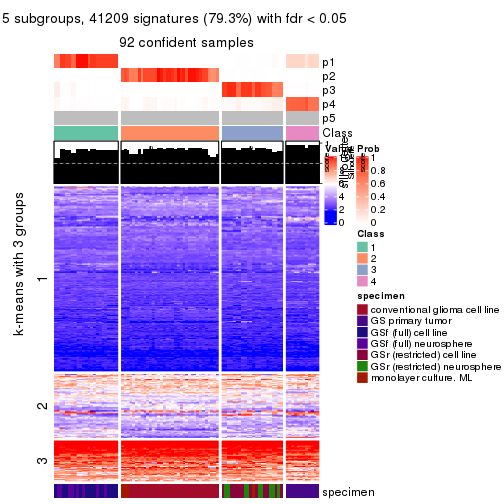 5 subgroups, 41209 signatures (79.3%) with fdr < 0.05
92 confident samples
p1
p2
p3
p4
p5
Class
k-means with 3 groups
1
2
3
specimen
Value
6
4
2
0
Prob
1
0.8
0.6
0.4
0.2
0
Class
1
2
3
4
specimen
conventional glioma cell line
GS primary tumor
GSf (full) cell line
GSf (full) neurosphere
GSr (restricted) cell line
GSr (restricted) neurosphere
monolayer culture. ML